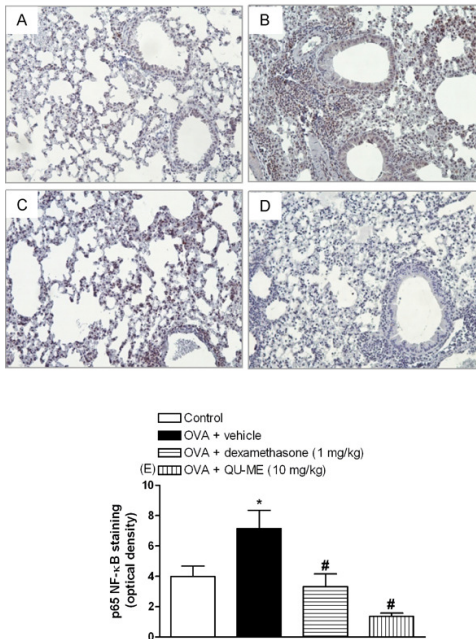 A
B
C
D
Control
OVA + vehicle
OVA + dexamethasone (1 mg/kg)
(E) OVA + QU-ME (10 mg/kg)
p65 NF-κB staining
(optical density)
10
8
6
4
2
0
*
#
#